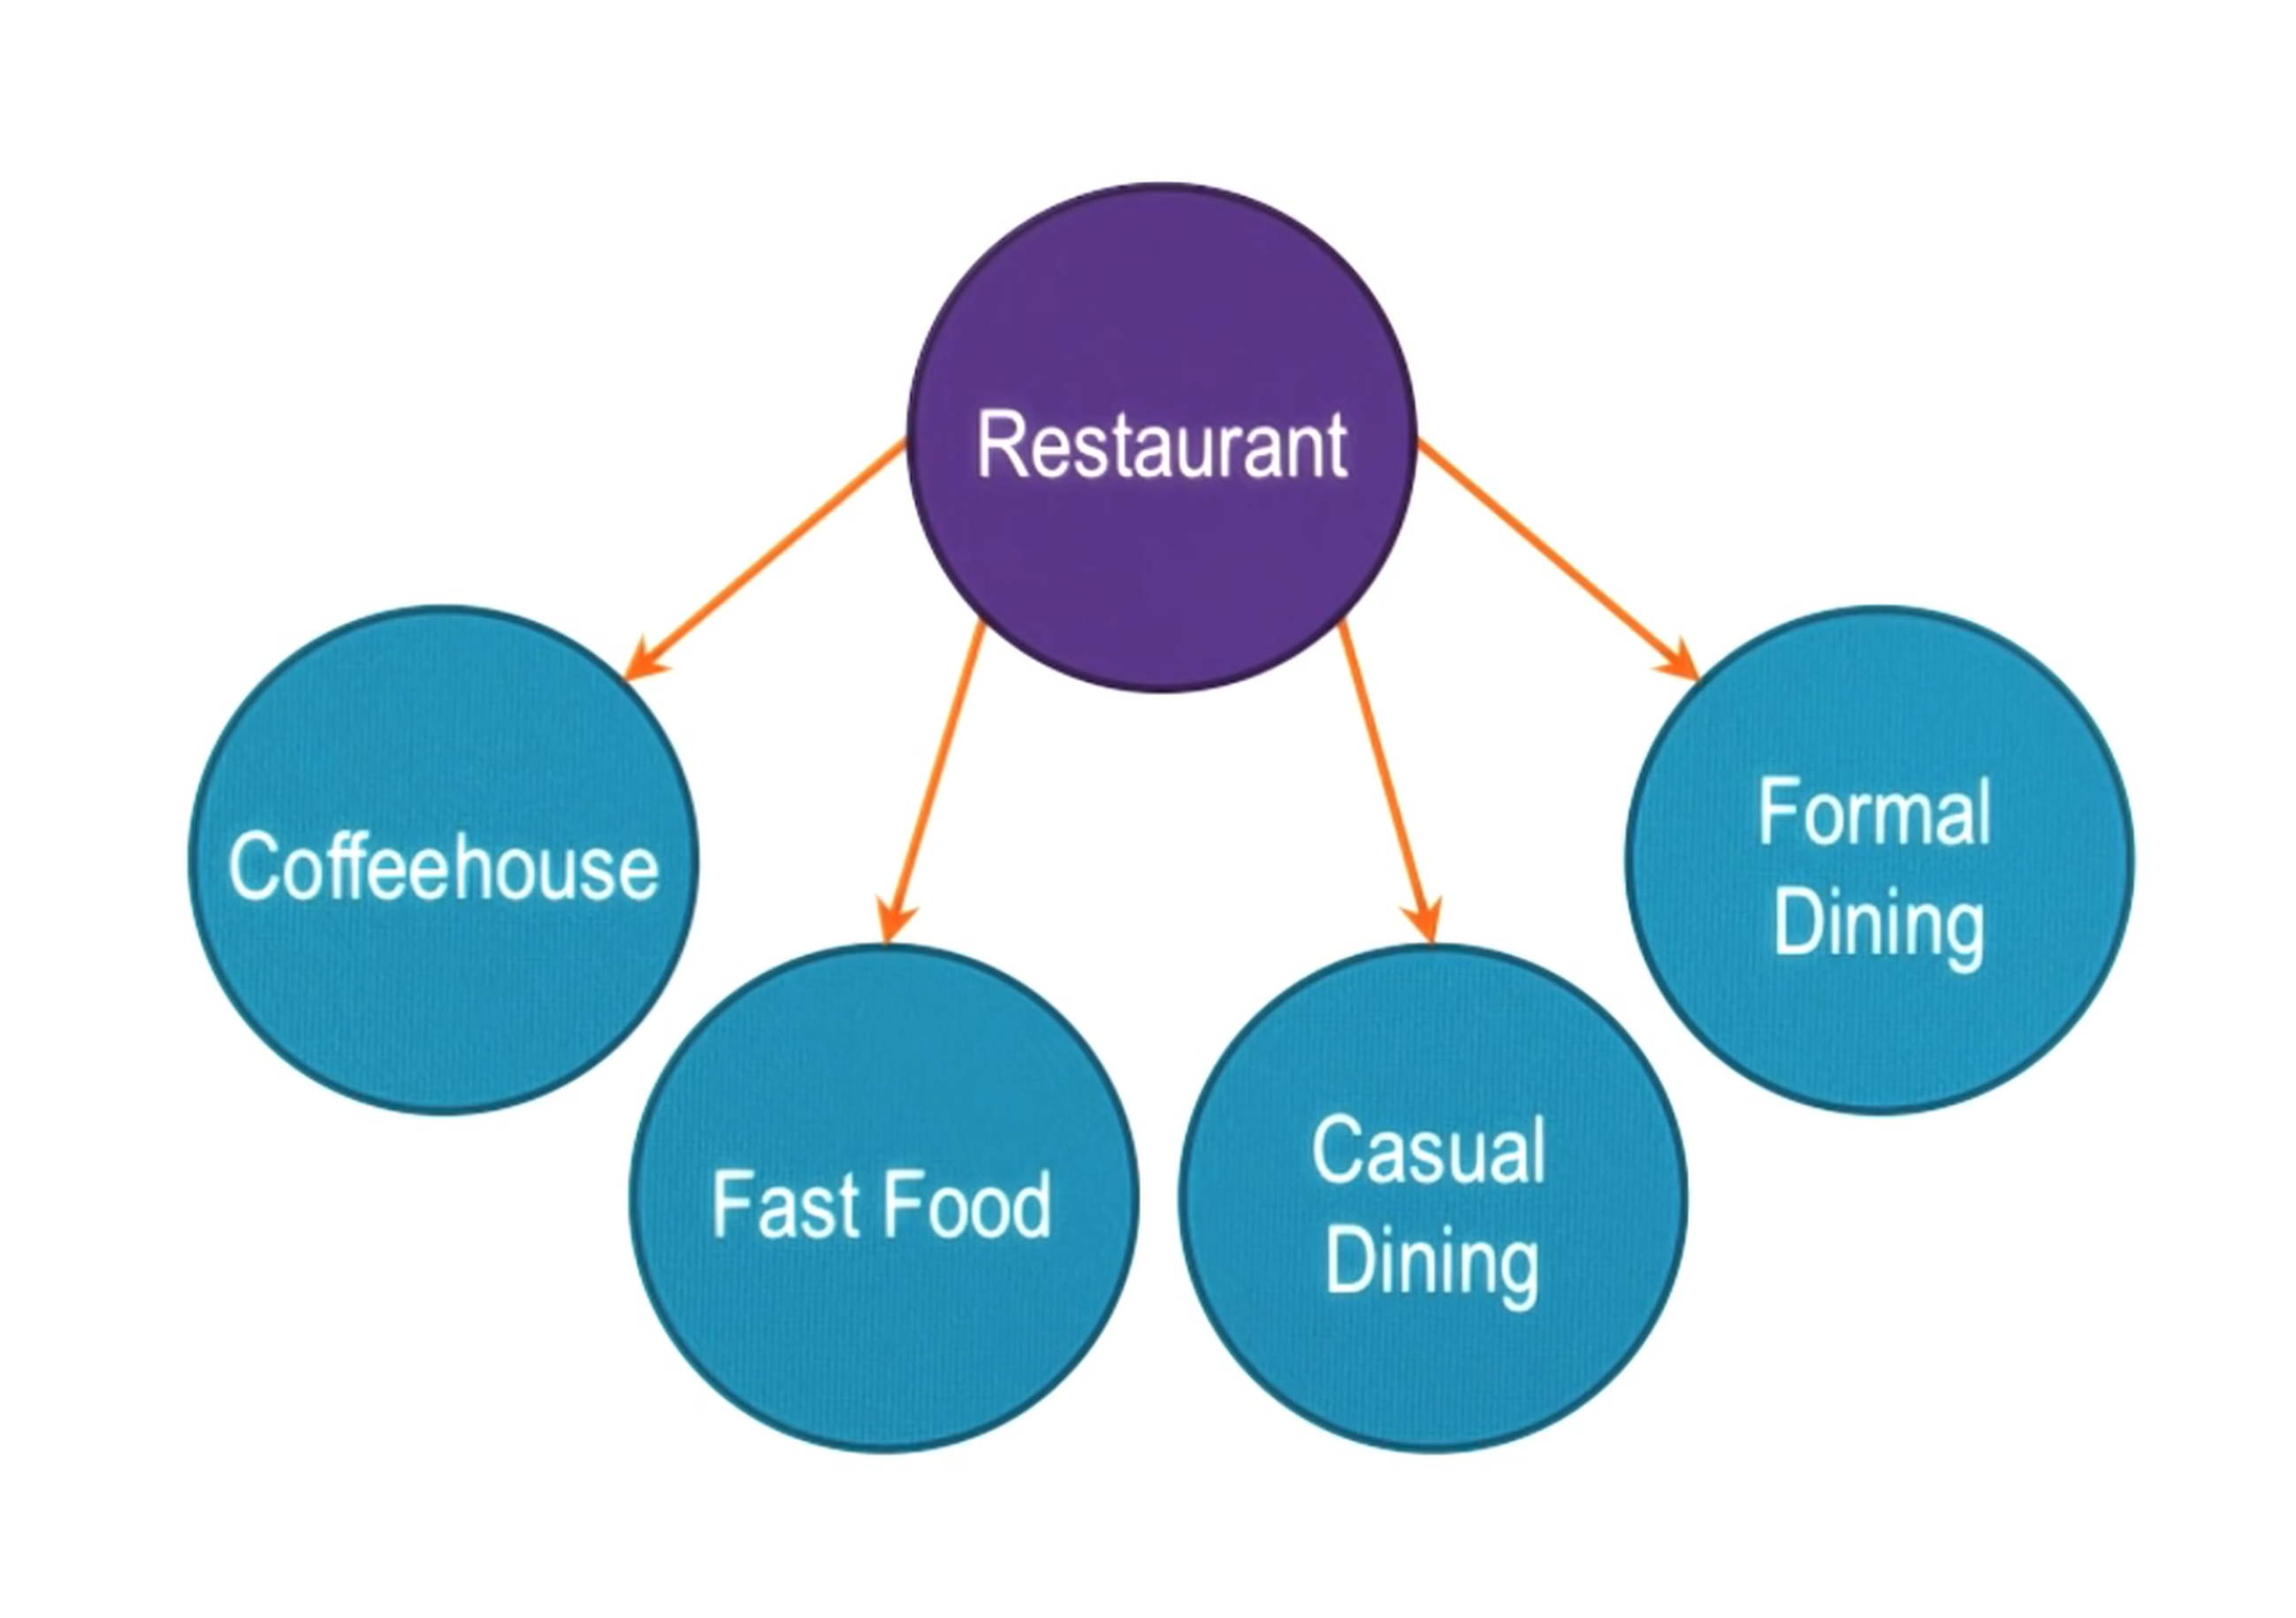 Restaurant
Coffeehouse
Fast Food
Casual
Dining
Formal
Dining